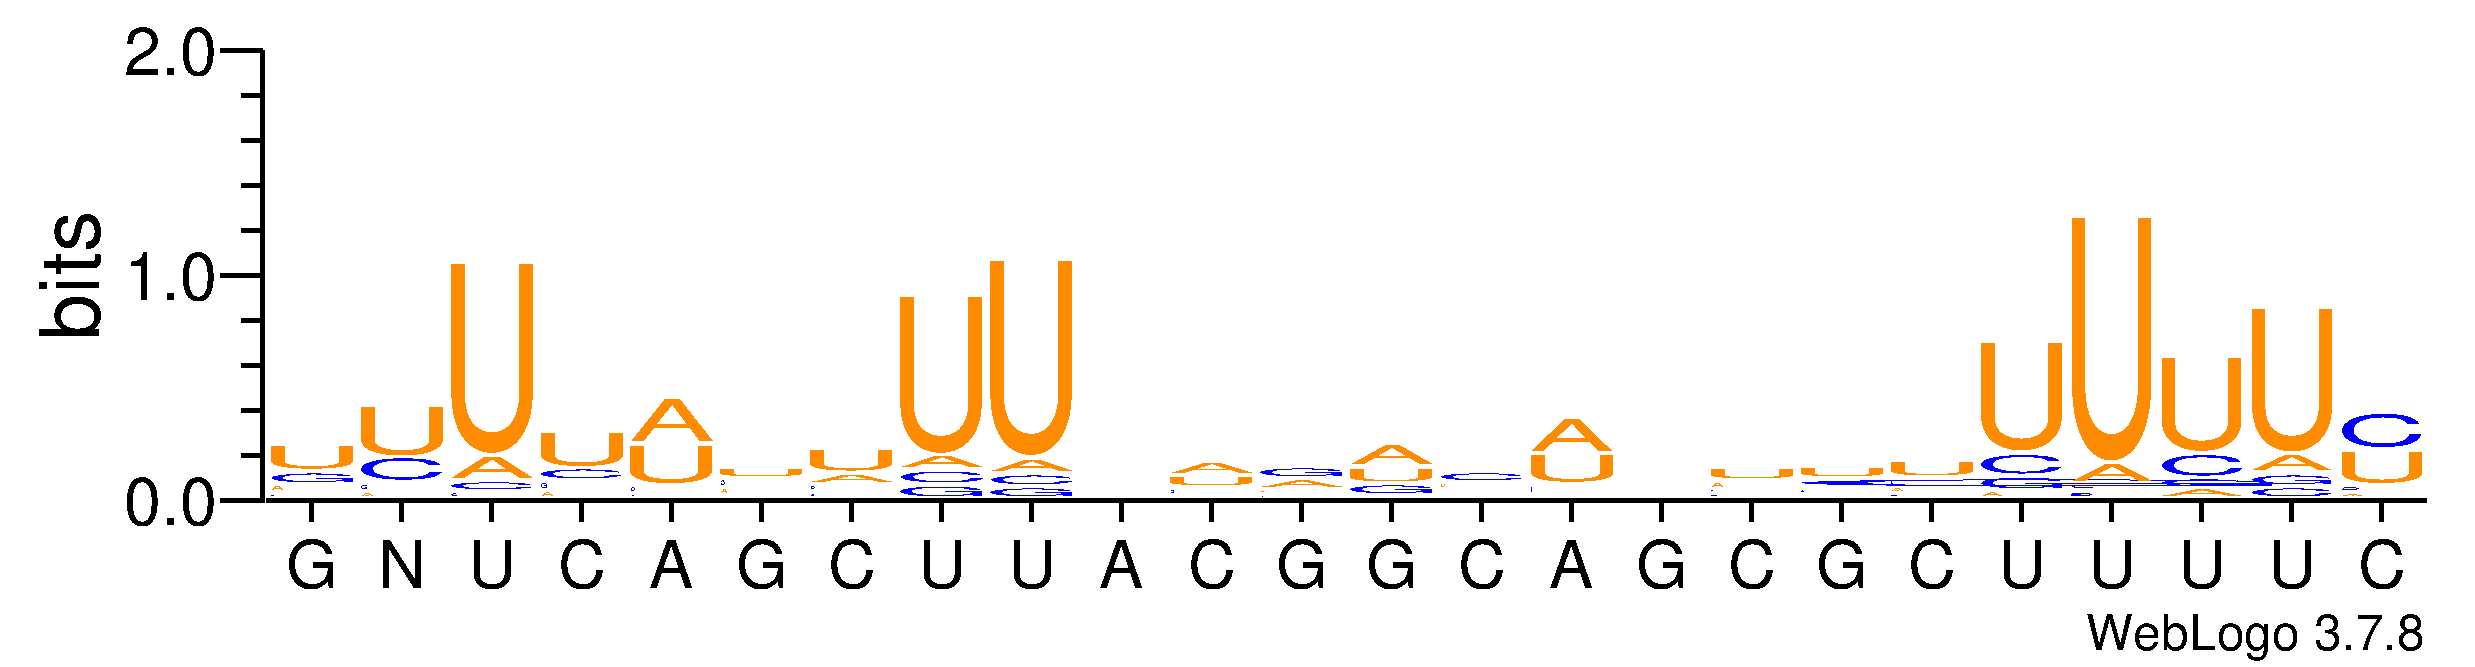 2.0
1.0
0.0
bits
G N U C A G C U U A C G G C A G C G C U U U U C
WebLogo 3.7.8